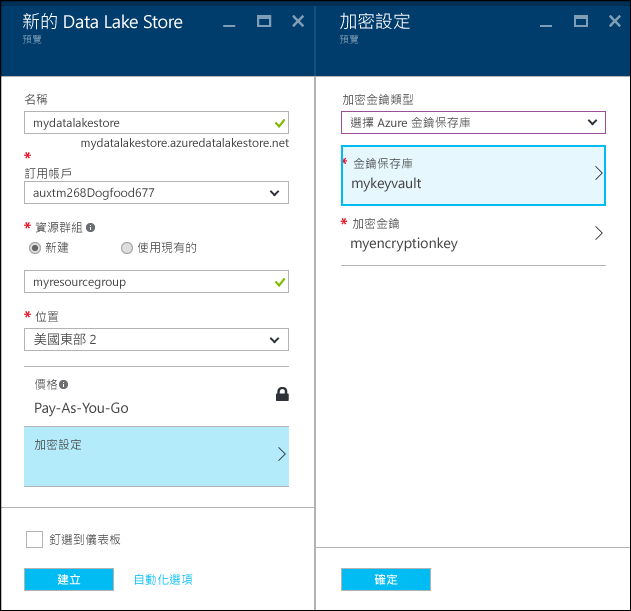 新的 Data Lake Store
預覽
名稱
mydatalakestore
mydatalakestore.azuredatalakestore.net
*
訂用帳戶
auxtm268Dogfood677
* 資源群組
新建
使用現有的
myresourcegroup
* 位置
美國東部 2
價格
Pay-As-You-Go
加密設定
釘選到儀表板
建立
自動化選項
加密設定
預覽
加密金鑰類型
選擇 Azure 金鑰保存庫
* 金鑰保存庫
mykeyvault
* 加密金鑰
myencryptionkey
確定